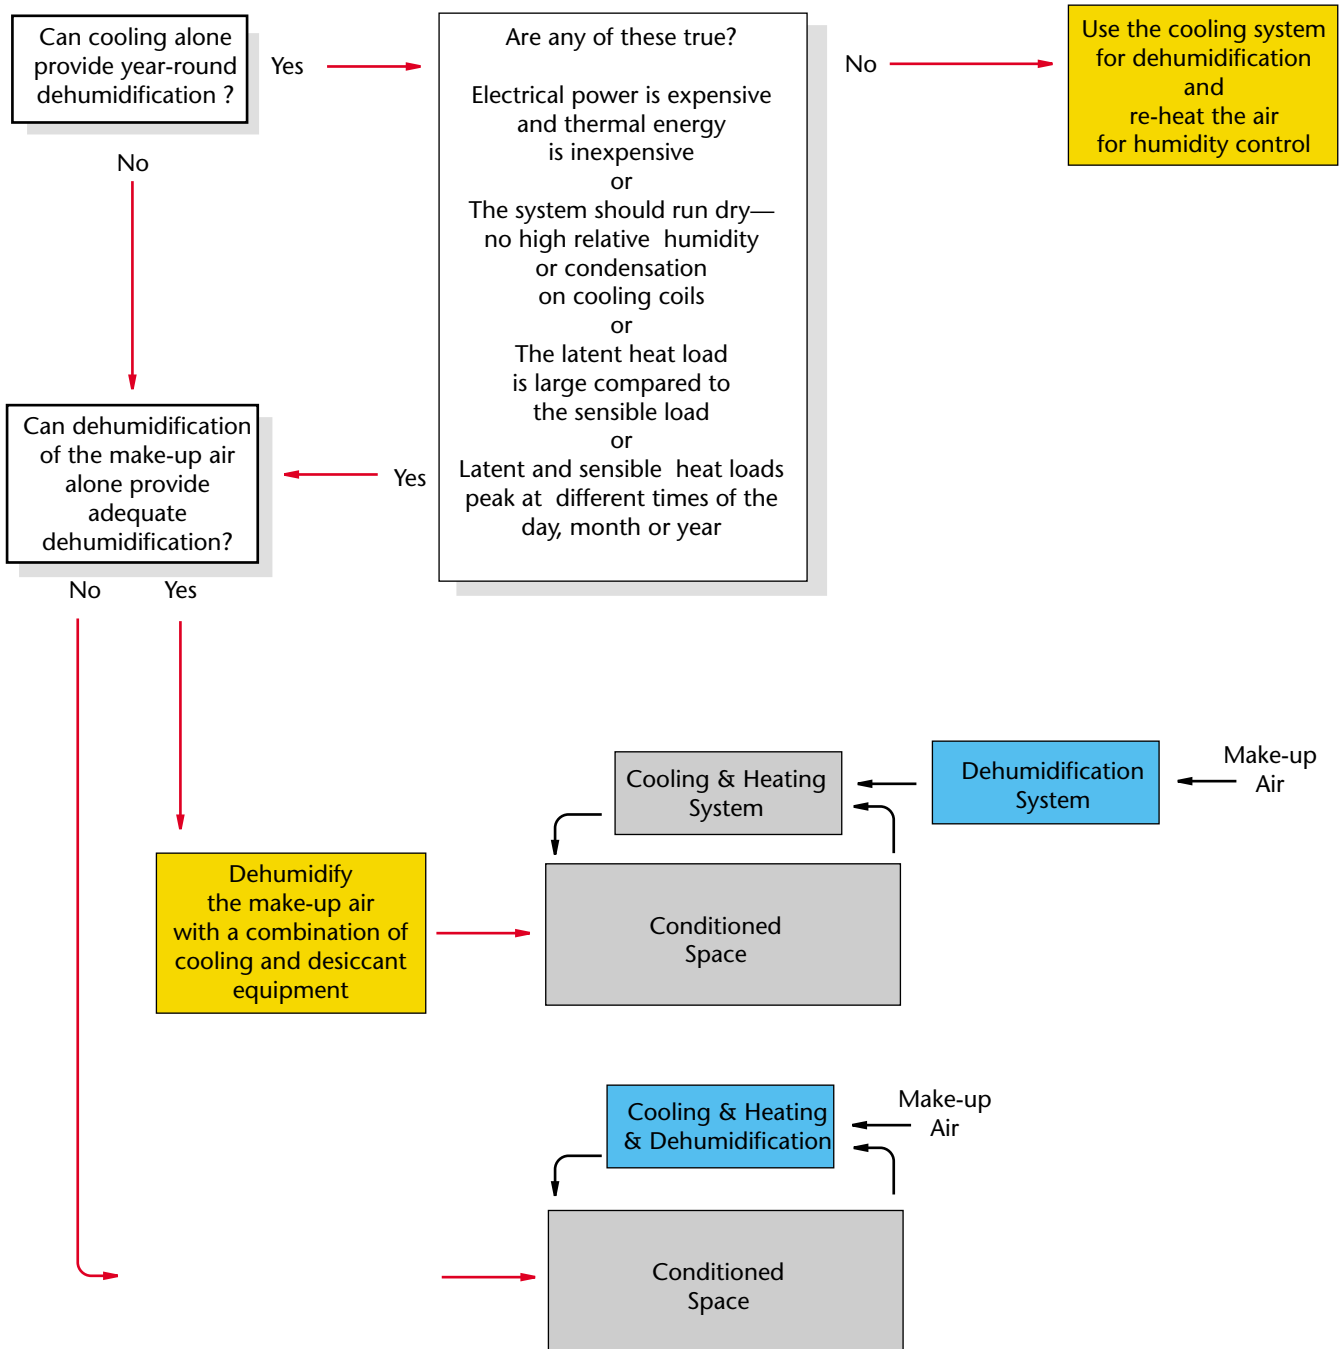 Can cooling alone
provide year-round
dehumidification ?
Yes
Are any of these true?
Electrical power is expensive
and thermal energy
is inexpensive
or
The system should run dry—
no high relative humidity
or condensation
on cooling coils
or
The latent heat load
is large compared to
the sensible load
or
Latent and sensible heat loads
peak at different times of the
day, month or year
No
Use the cooling system
for dehumidification
and
re-heat the air
for humidity control
No
Can dehumidification
of the make-up air
alone provide
adequate
dehumidification?
Yes
No
Yes
Dehumidify
the make-up air
with a combination of
cooling and desiccant
equipment
Cooling & Heating
System
Dehumidification
System
Make-up
Air
Conditioned
Space
Cooling & Heating
& Dehumidification
Make-up
Air
Conditioned
Space